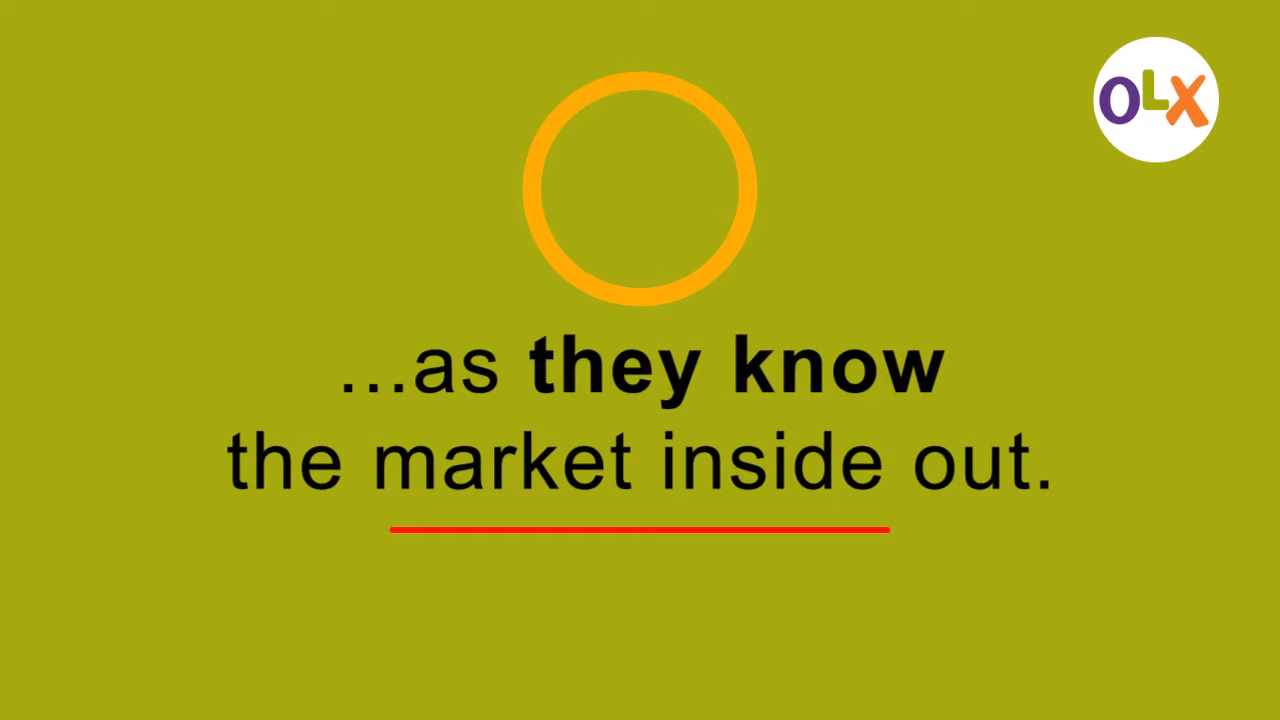 OLX
...as they know
the market inside out.